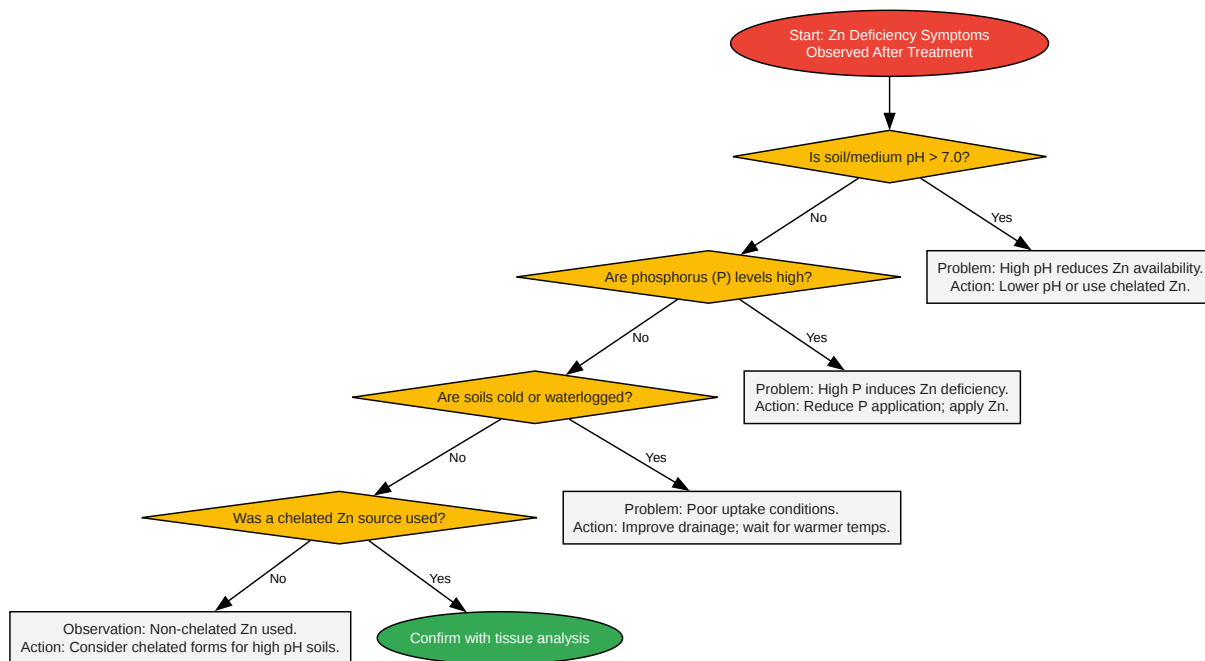 Start: Zn Deficiency Symptoms
Observed After Treatment
Is soil/medium pH > 7.0?
No
Yes
Are phosphorus (P) levels high?
Problem: High pH reduces Zn availability.
Action: Lower pH or use chelated Zn.
No
Yes
Are soils cold or waterlogged?
Problem: High P induces Zn deficiency.
Action: Reduce P application; apply Zn.
No
Yes
Was a chelated Zn source used?
Problem: Poor uptake conditions.
Action: Improve drainage; wait for warmer temps.
No
Yes
Observation: Non-chelated Zn used.
Action: Consider chelated forms for high pH soils.
Confirm with tissue analysis